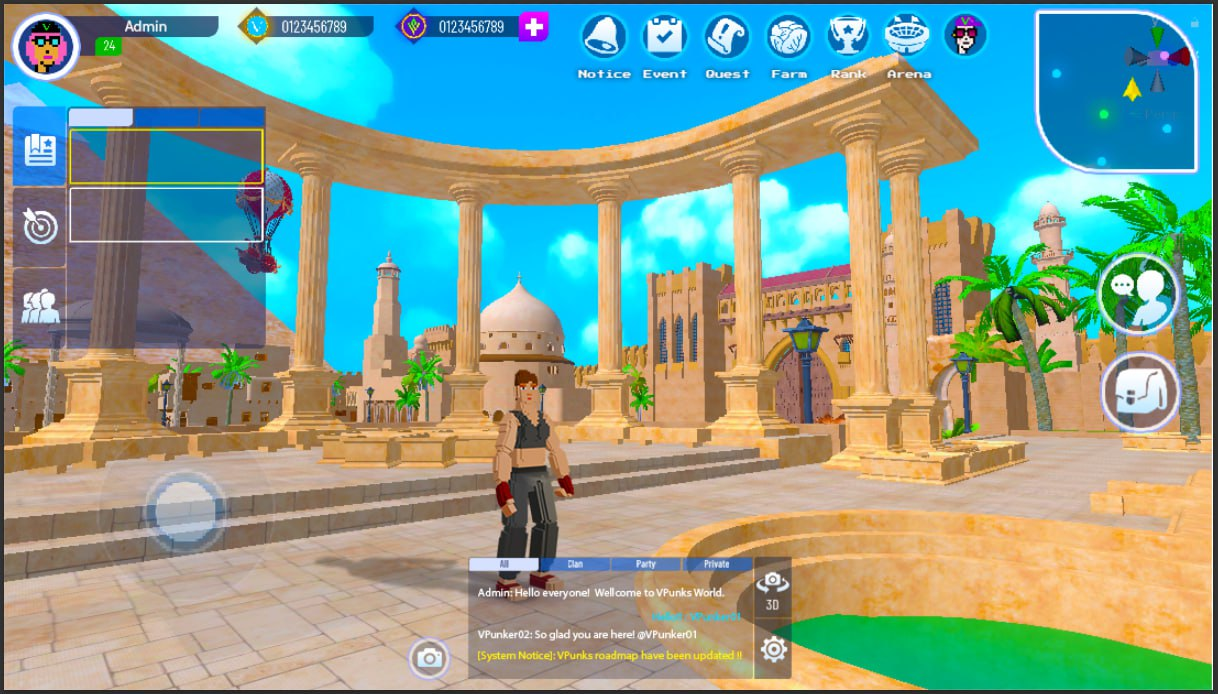 Admin
24
0123456789
0123456789
Notice
Event
Quest
Farm
Rank
Arena
All
Clan
Party
Private
Admin: Hello everyone! Wellcome to VPunks World.
VPunker02: So glad you are here! @VPunker01
[System Notice]: VPunks roadmap have been updated !!
3D